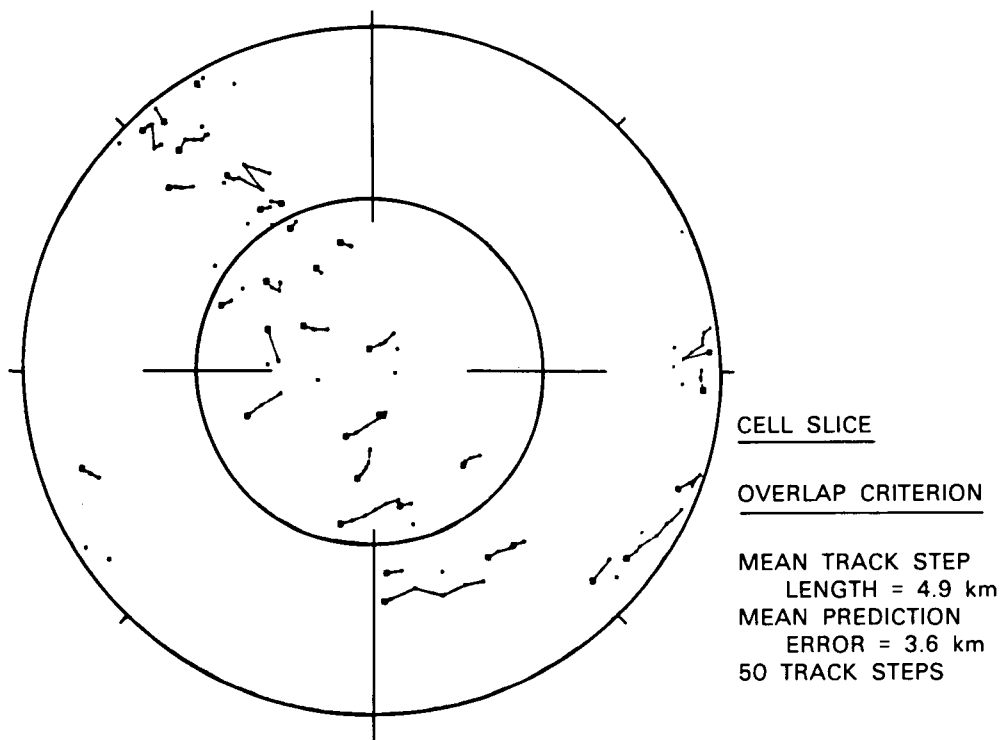 CELL SLICE
OVERLAP CRITERION
MEAN TRACK STEP
LENGTH = 4.9 km
MEAN PREDICTION
ERROR = 3.6 km
50 TRACK STEPS